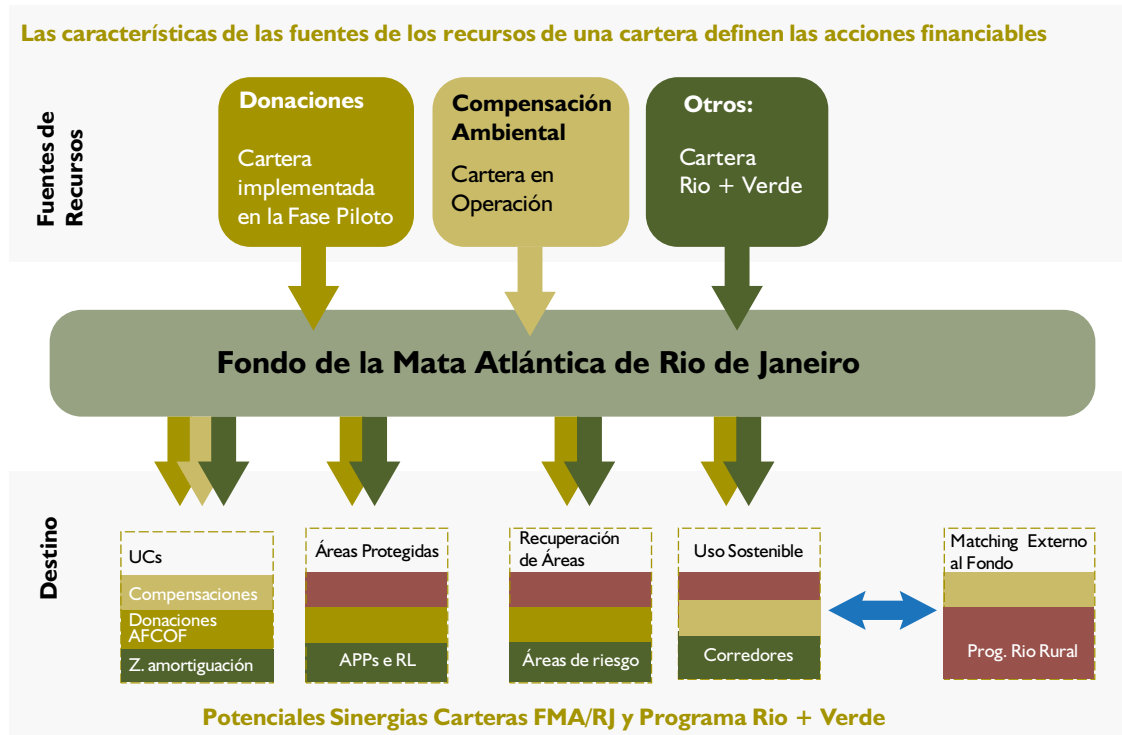 Las características de las fuentes de los recursos de una cartera definen las acciones financiables
Fuentes de
Recursos
Donaciones
Cartera
implementada
en la Fase Piloto
Compensación
Ambiental
Cartera en
Operación
Otros:
Cartera
Rio + Verde
Fondo de la Mata Atlántica de Rio de Janeiro
Destino
UCs
Compensaciones
Donaciones
AFCOF
Z. amortiguación
Áreas Protegidas
APPs e RL
Recuperación
de Áreas
Áreas de riesgo
Uso Sostenible
Corredores
Matching Externo
al Fondo
Prog. Rio Rural
Potenciales Sinergias Carteras FMA/RJ y Programa Rio + Verde